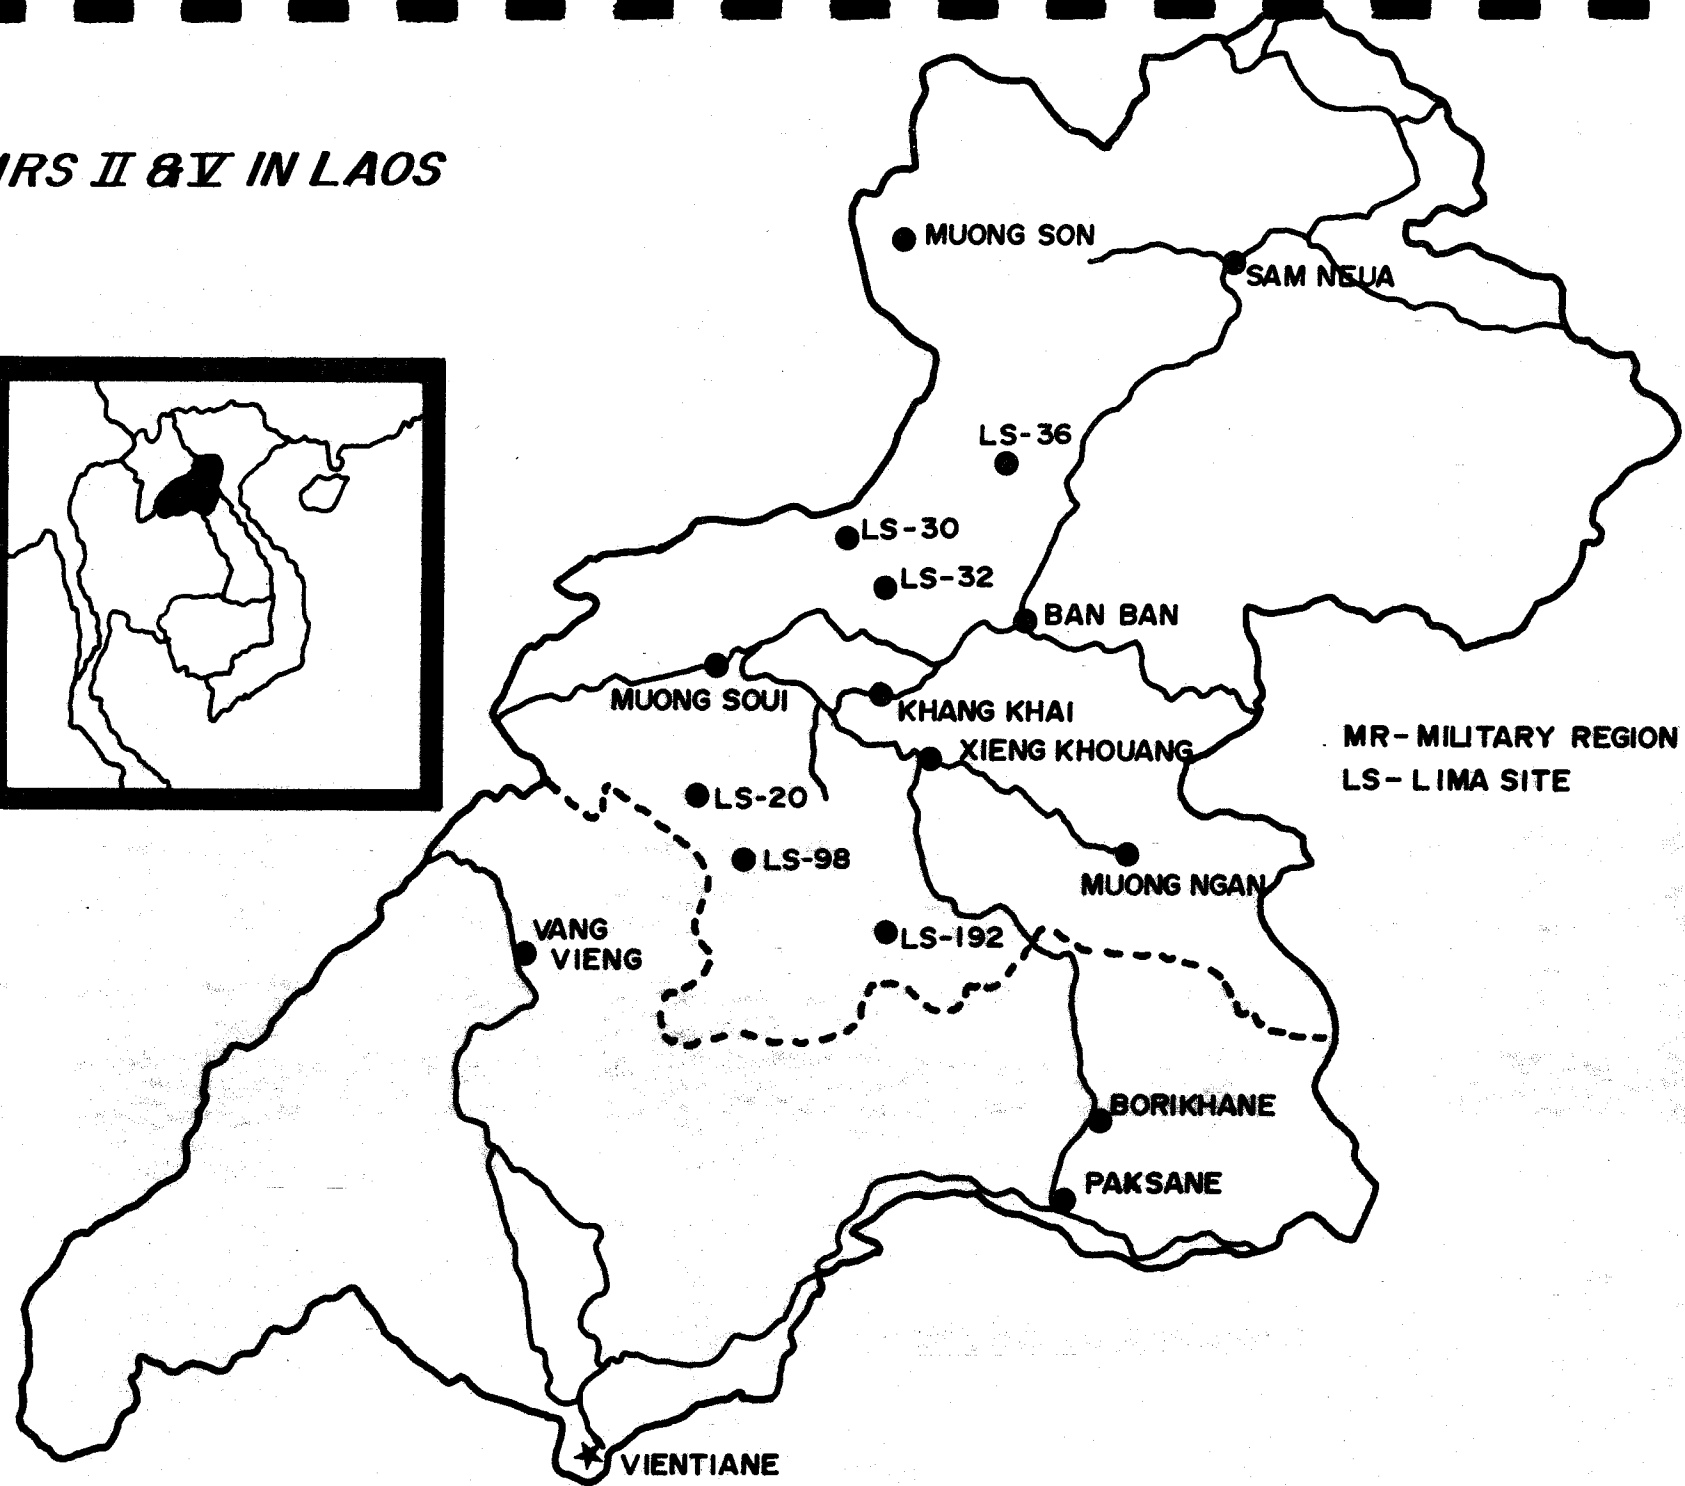 MRS II & V IN LAOS
MUONG SON
SAM NEUA
LS-36
LS-30
LS-32
BAN BAN
MUONG SOUI
KHANG KHAI
XIENG KHOUANG
MR- MILITARY REGION
LS- LIMA SITE
LS-20
LS-98
MUONG NGAN
VANG
VIENG
LS-192
BORIKHANE
PAKSANE
VIENTIANE